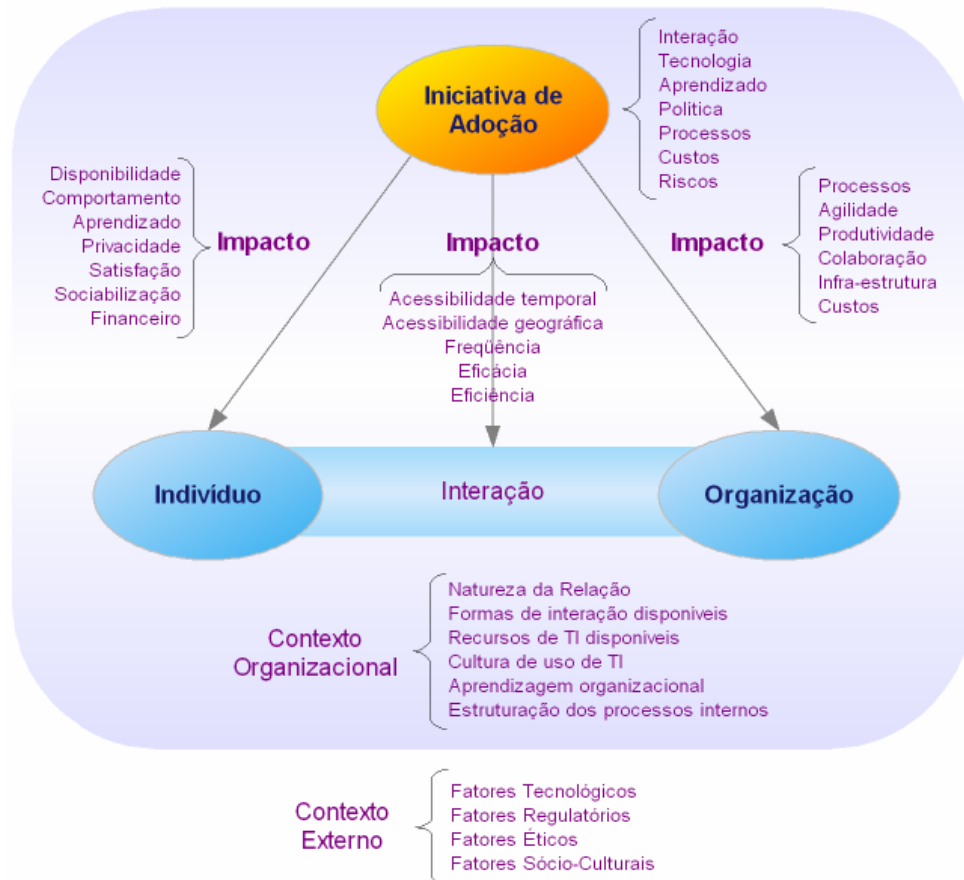 Iniciativa de
Adoção
Interação
Tecnologia
Aprendizado
Politica
Processos
Custos
Riscos
Disponibilidade
Comportamento
Aprendizado
Privacidade
Satisfação
Sociabilização
Financeiro
Impacto
Impacto
Acessibilidade temporal
Acessibilidade geográfica
Freqüência
Eficácia
Eficiência
Impacto
Processos
Agilidade
Produtividade
Colaboração
Infra-estrutura
Custos
Indivíduo
Interação
Organização
Contexto
Organizacional
Natureza da Relação
Formas de interação disponíveis
Recursos de TI disponíveis
Cultura de uso de TI
Aprendizagem organizacional
Estruturação dos processos internos
Contexto
Externo
Fatores Tecnológicos
Fatores Regulatórios
Fatores Éticos
Fatores Sócio-Culturais